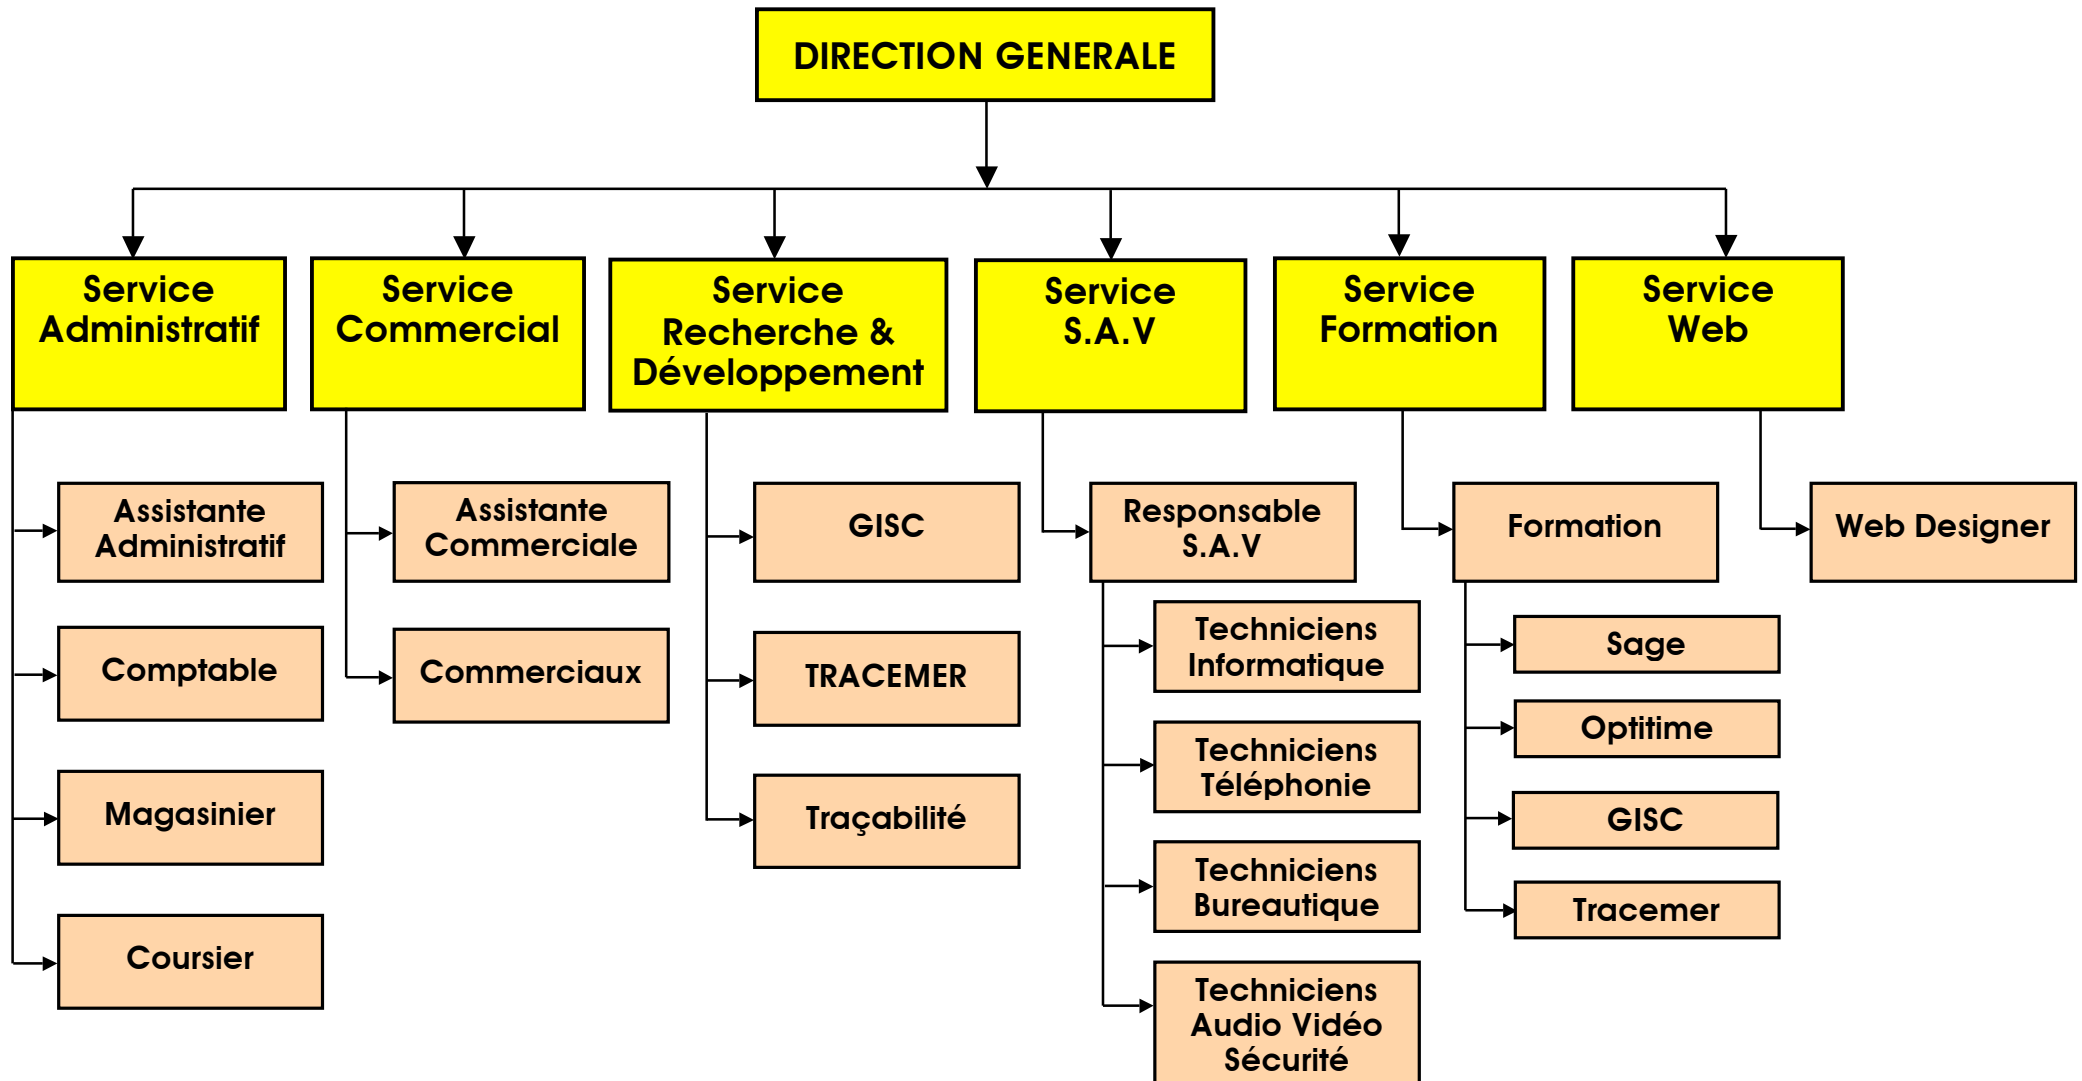 DIRECTION GENERALE
Service
Administratif
Service
Commercial
Service
Recherche &
Développement
Service
S.A.V
Service
Formation
Service
Web
Assistante
Administratif
Comptable
Magasinier
Coursier
Assistante
Commerciale
Commerciaux
GISC
TRACEMER
Traçabilité
Responsable
S.A.V
Techniciens
Informatique
Techniciens
Téléphonie
Techniciens
Bureautique
Techniciens
Audio Vidéo
Sécurité
Formation
Sage
Optitime
GISC
Tracemer
Web Designer